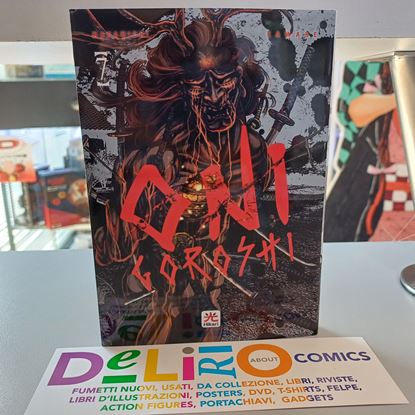 ONI
GOROSHI
光
Hikari
DeLiRiO ABOUT COMICS
FUMETTI NUOVI, USATI, DA COLLEZIONE, LIBRI, RIVISTE,
LIBRI D'ILLUSTRAZIONI, POSTERS, DVD, T-SHIRTS, FELPE,
ACTION FIGURES, PORTACHIAVI, GADGETS